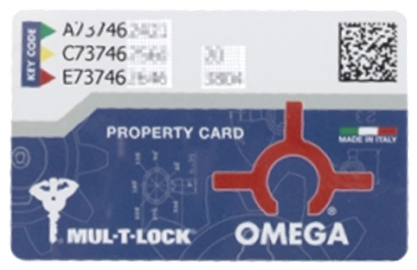 KEY CODE
A73746
C73746
E73746
PROPERTY CARD
MADE IN ITALY
MUL-T-LOCK®
OMEGA®